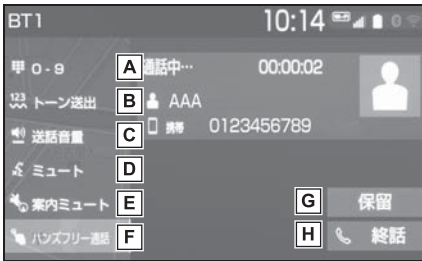 BT1 10:14
0-9 A 通話中… 00:00:02
123 トーン送出 B AAA
送話音量 C 携帯 0123456789
ミュート D
案内ミュート E G 保留
ハンズフリー通話 F H 終話